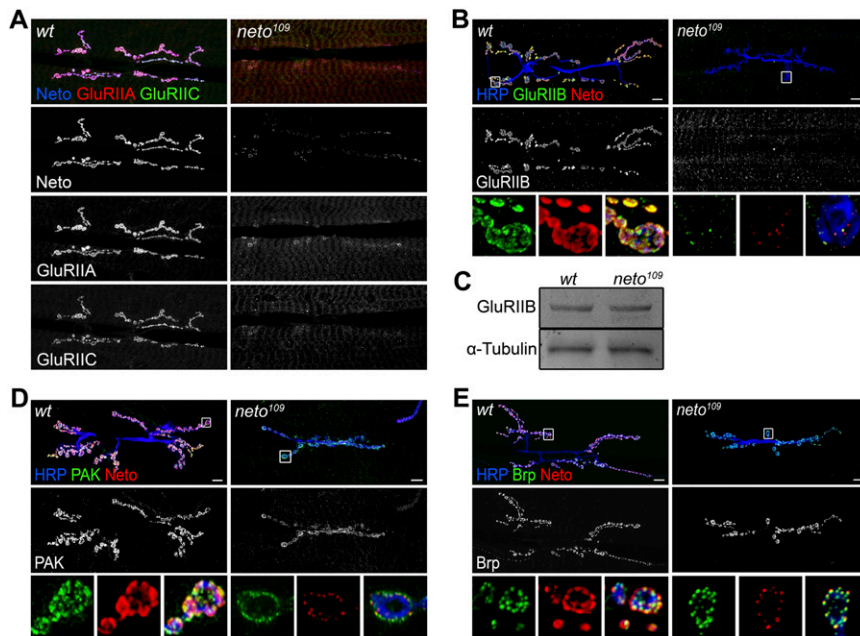 A
wt
neto¹⁰⁹
Neto GluRIIA GluRIIC
Neto
GluRIIA
GluRIIC
B
wt
neto¹⁰⁹
HRP GluRIIB Neto
GluRIIB
C
wt
neto¹⁰⁹
GluRIIB
α-Tubulin
D
wt
neto¹⁰⁹
HRP PAK Neto
PAK
E
wt
neto¹⁰⁹
HRP Brp Neto
Brp